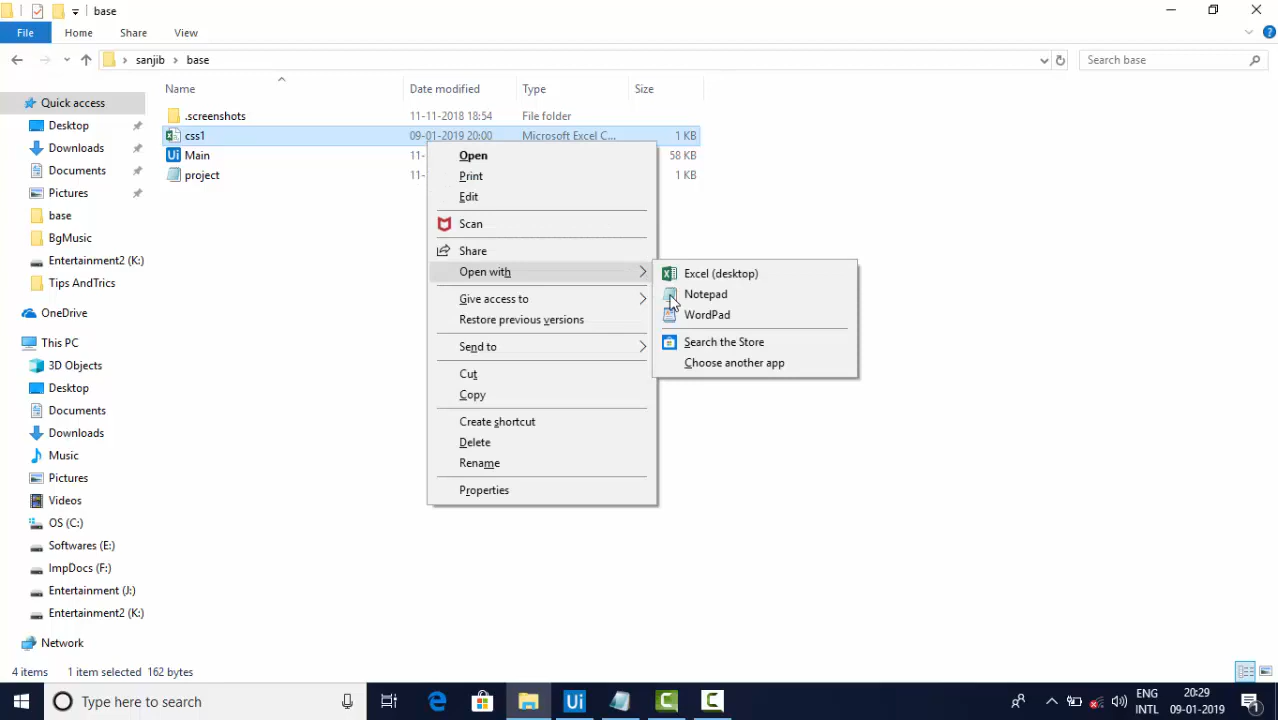 base
File Home Share View
sanjib base Search base
Name Date modified Type Size
.screenshots 11-11-2018 18:54 File folder
css1 09-01-2019 20:00 Microsoft Excel C... 1 KB
Main 11- 58 KB
project 11- 1 KB
Quick access
Desktop
Downloads
Documents
Pictures
base
BgMusic
Entertainment2 (K:)
Tips AndTrics
OneDrive
This PC
3D Objects
Desktop
Documents
Downloads
Music
Pictures
Videos
OS (C:)
Softwares (E:)
ImpDocs (F:)
Entertainment (J:)
Entertainment2 (K:)
Network
Open
Print
Edit
Scan
Share
Open with
Give access to
Restore previous versions
Send to
Cut
Copy
Create shortcut
Delete
Rename
Properties
Excel (desktop)
Notepad
WordPad
Search the Store
Choose another app
4 items 1 item selected 162 bytes
Type here to search
Ui
ENG 20:29
INTL 09-01-2019
1